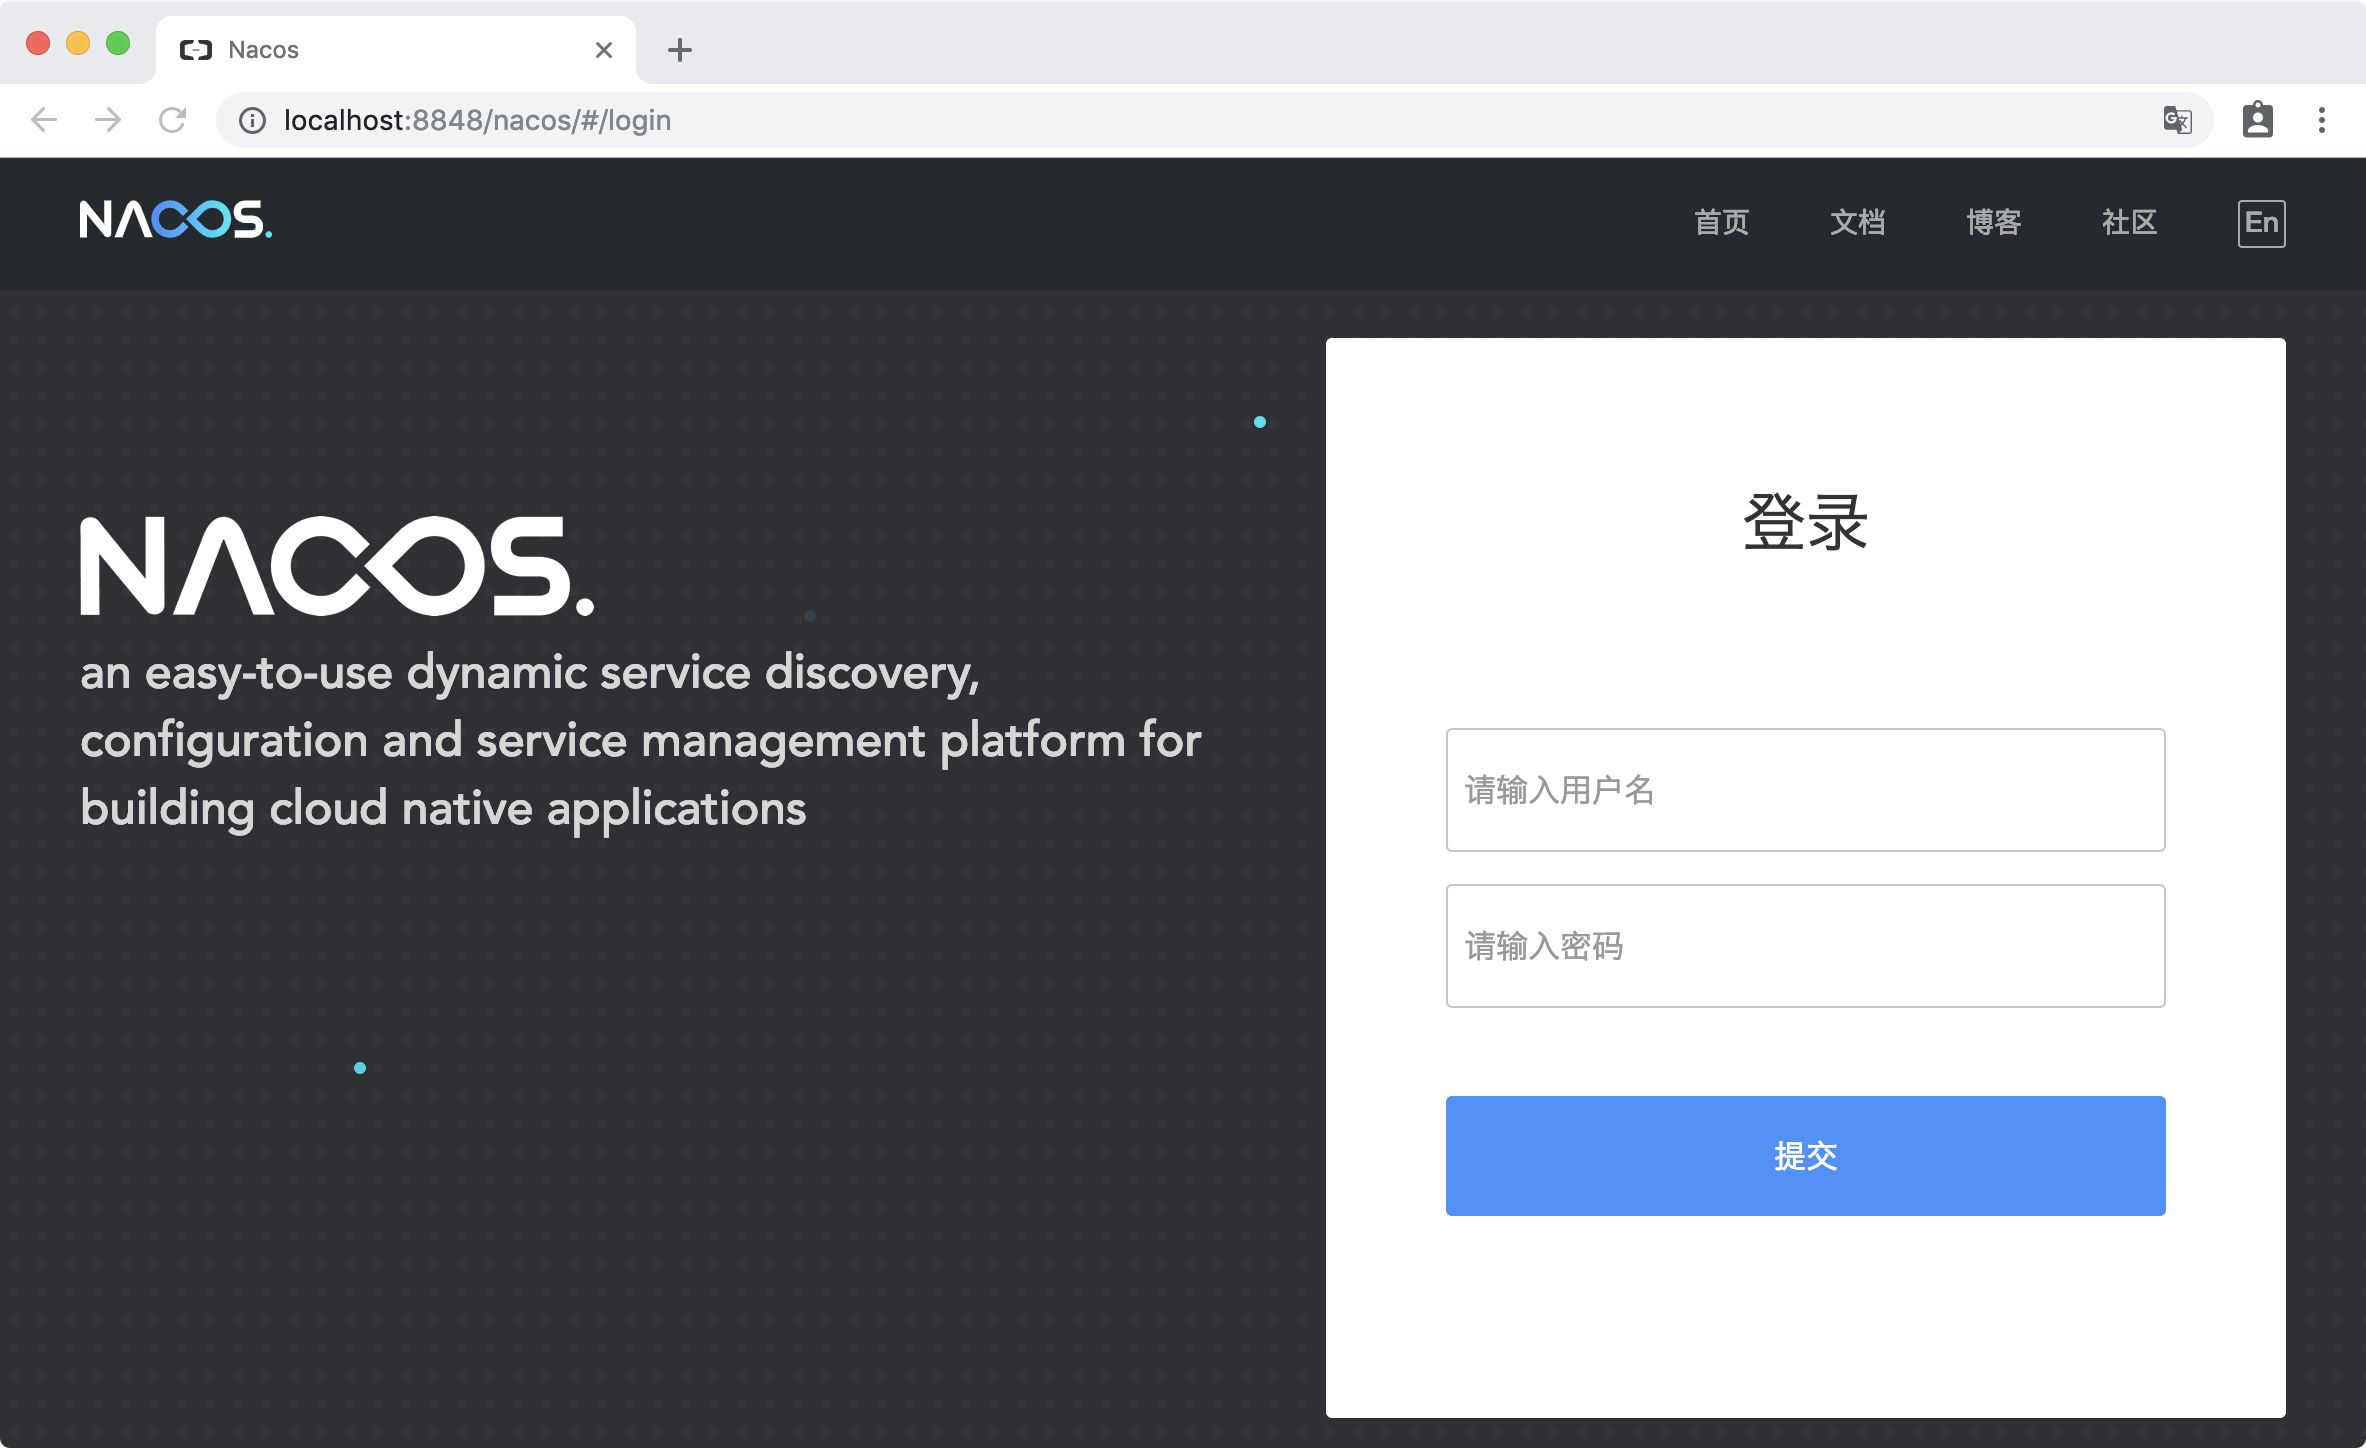 Nacos
localhost:8848/nacos/#/login
NACOS.
首页
文档
博客
社区
En
NACOS.
an easy-to-use dynamic service discovery,
configuration and service management platform for
building cloud native applications
登录
请输入用户名
请输入密码
提交